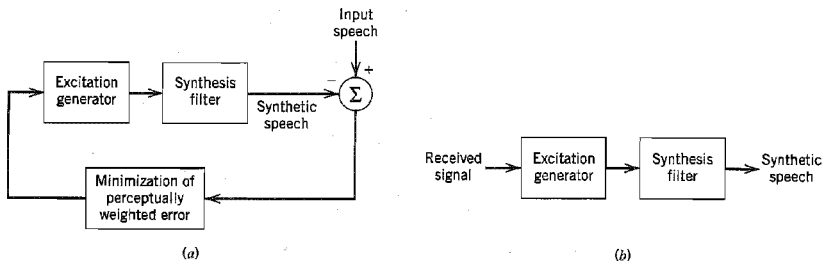 Input
speech
+
−
Excitation
generator
Synthesis
filter
Σ
Synthetic
speech
Minimization of
perceptually
weighted error
(a)
Received
signal
Excitation
generator
Synthesis
filter
Synthetic
speech
(b)